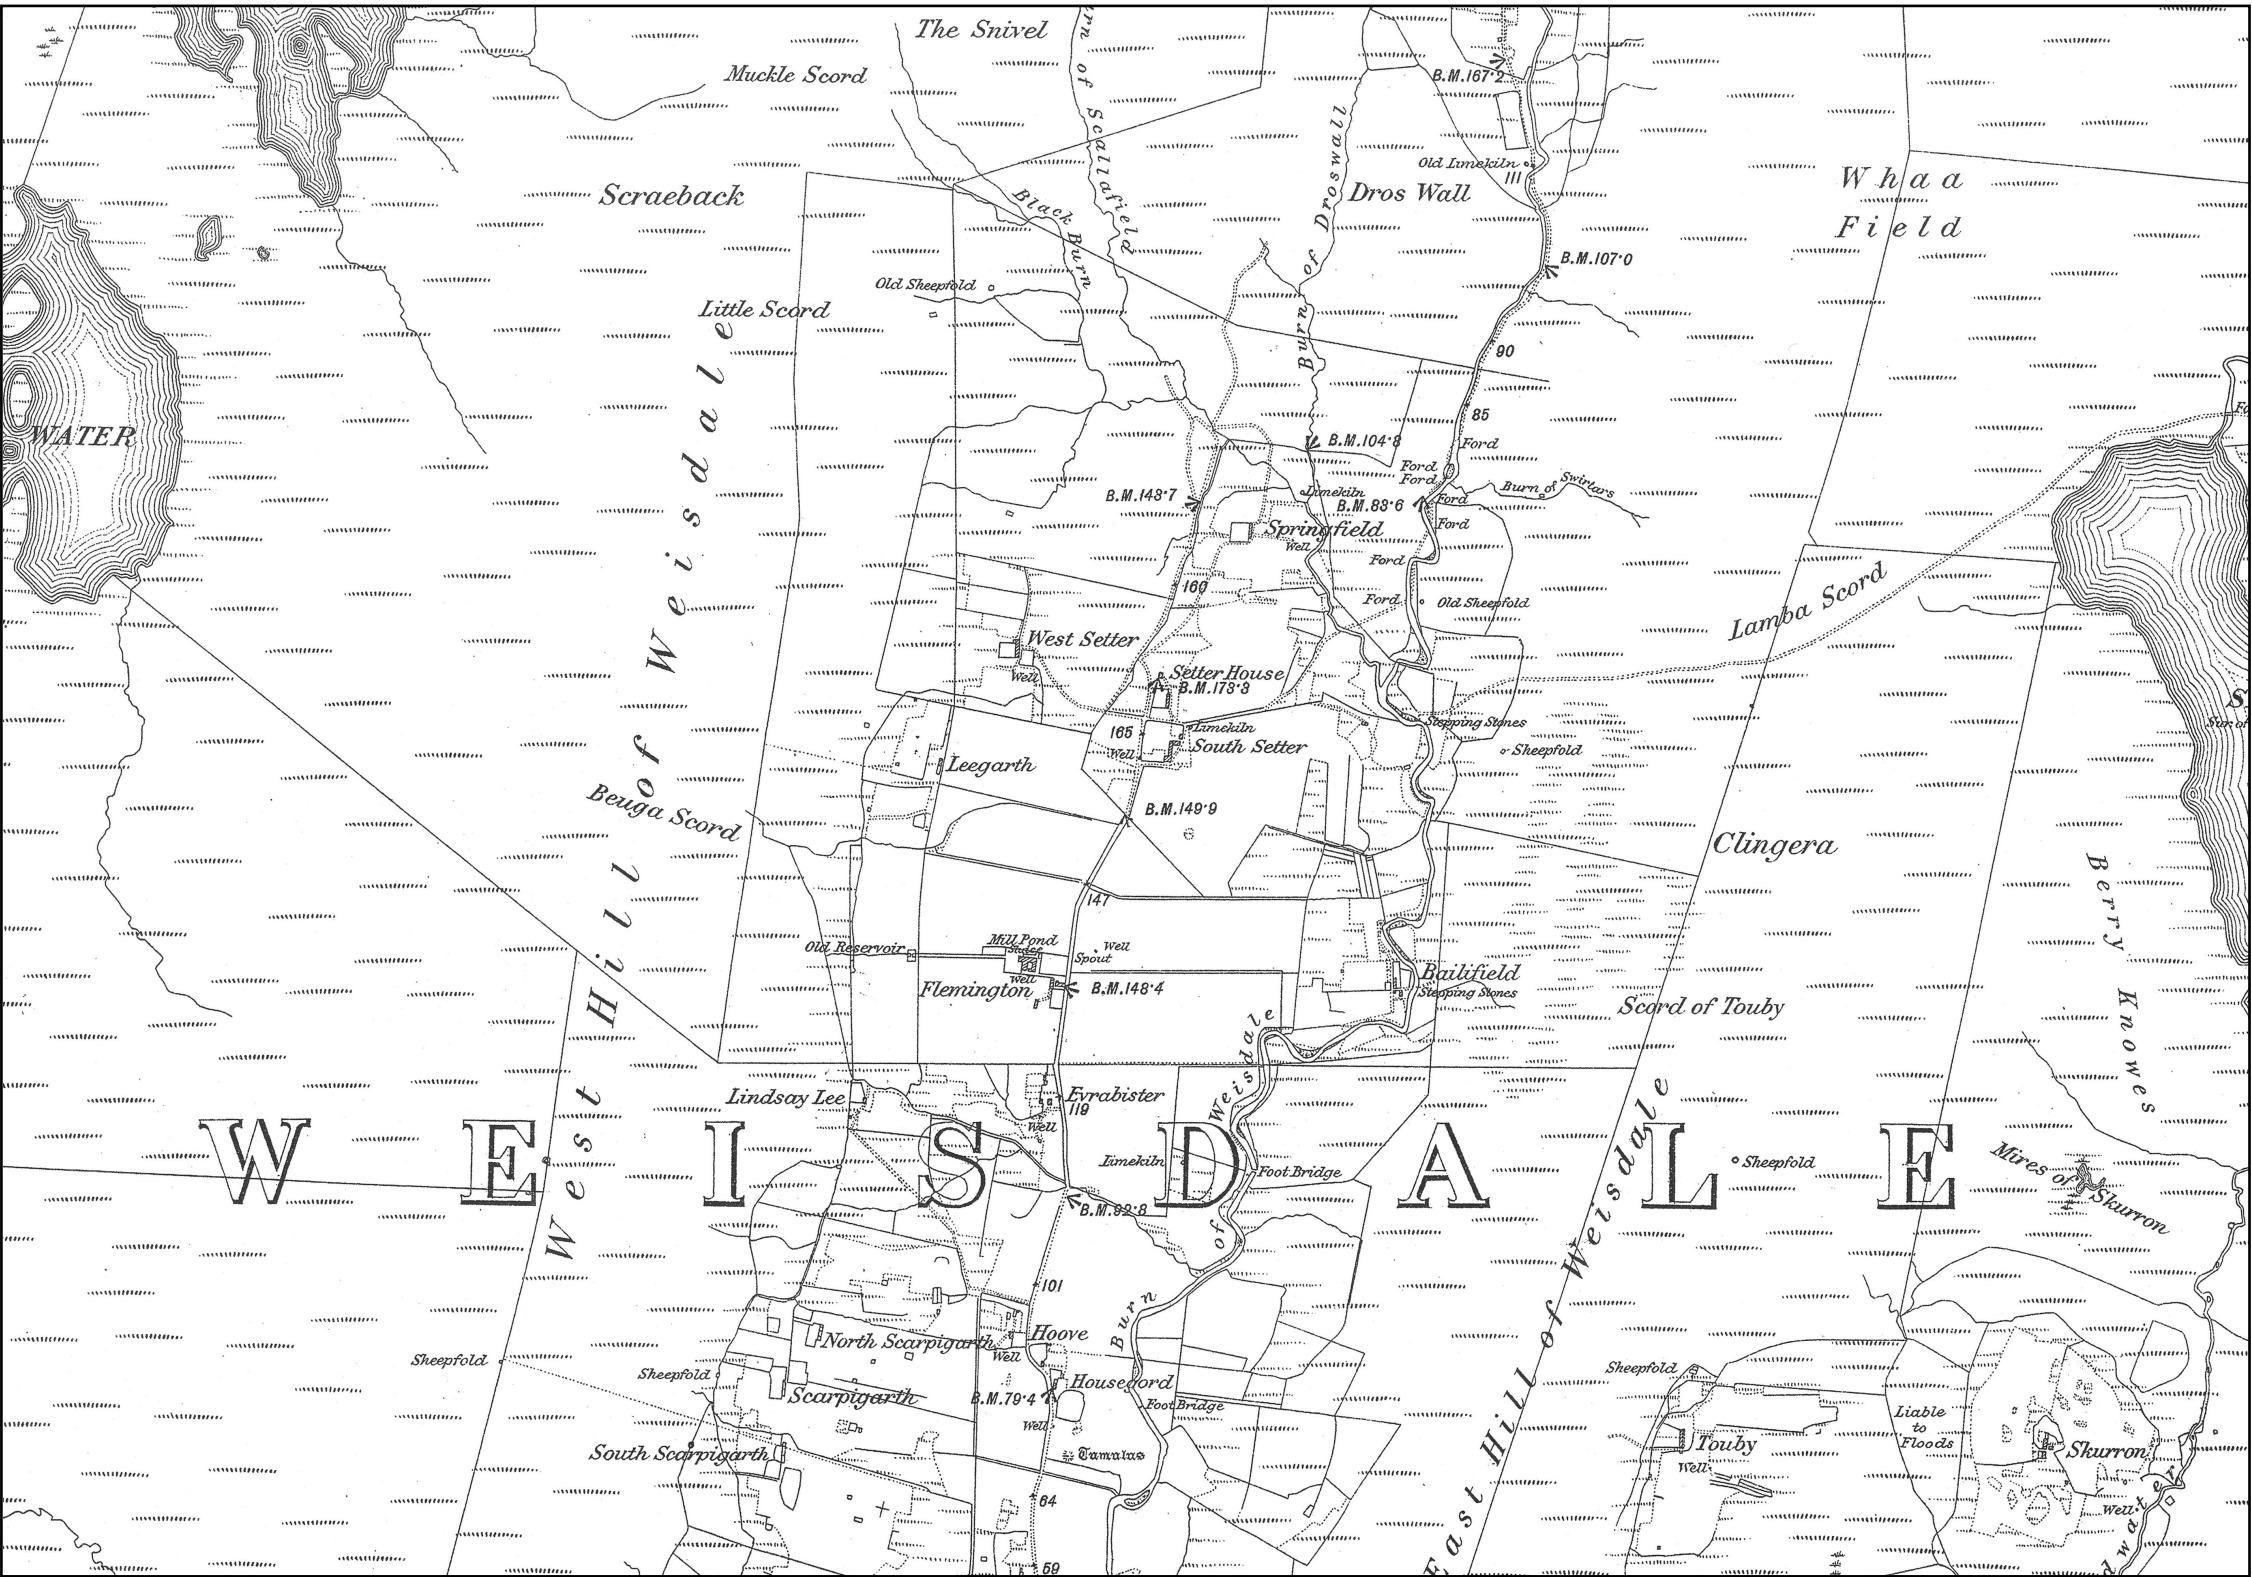 The Snivel
Muckle Scord
B.M.167·2
Burn of Scallafield
Burn of Droswall
Old Limekiln
111
Whaa
Field
Scraeback
Dros Wall
Black Burn
B.M.107·0
Old Sheepfold
Little Scord
90
85
WATER
B.M.104·8
Ford
Ford
Ford
Burn of Swirtars
Limekiln
B.M.148·7
B.M.83·6
Ford
Springfield
Well
Ford
Ford
Lamba Scord
160
Ford
Old Sheepfold
West Setter
Well
Setter House
B.M.173·3
Stepping Stones
165
Limekiln
Well
South Setter
Sheepfold
Leegarth
Beuga Scord
B.M.149·9
Clingera
Berry Knowes
147
Old Reservoir
Mill Pond
Well
Spout
Well
Flemington
B.M.148·4
Bailifield
Stepping Stones
Scord of Touby
West Hill of Weisdale
Lindsay Lee
Evrabister
119
Well
WEISDALE
Limekiln
Foot Bridge
Sheepfold
Mires of Skurron
B.M.92·8
Burn of Weisdale
East Hill of Weisdale
101
North Scarpigarth
Hoove
Well
Sheepfold
Sheepfold
Scarpigarth
Housegord
B.M.79·4
Foot Bridge
Well
Sheepfold
Liable
to
Floods
South Scarpigarth
Tumulus
Touby
Well
Skurron
Well
64
59